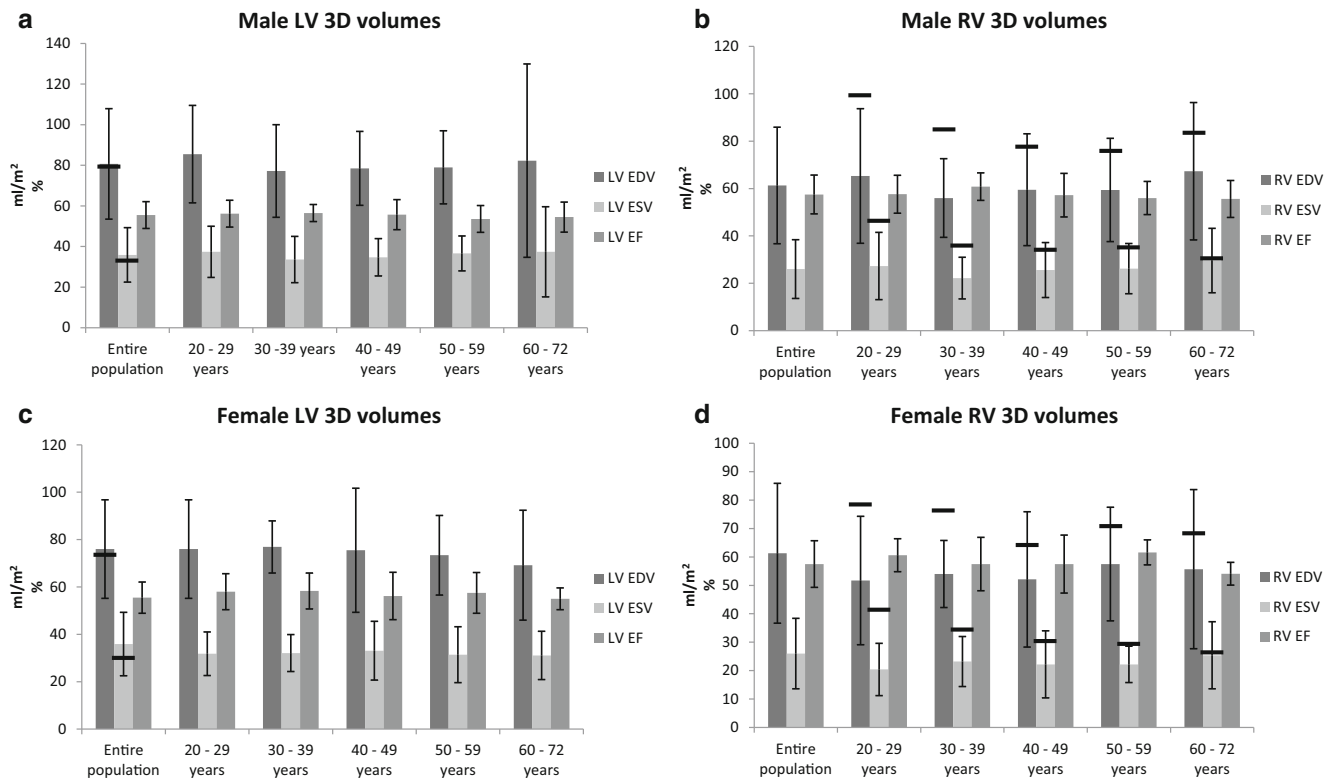 a
Male LV 3D volumes
140
120
100
80
60
40
20
0
ml/m²
%
Entire population
20 - 29 years
30 -39 years
40 - 49 years
50 - 59 years
60 - 72 years
LV EDV
LV ESV
LV EF
b
Male RV 3D volumes
120
100
80
60
40
20
0
ml/m²
%
Entire population
20 - 29 years
30 - 39 years
40 - 49 years
50 - 59 years
60 - 72 years
RV EDV
RV ESV
RV EF
c
Female LV 3D volumes
120
100
80
60
40
20
0
ml/m²
%
Entire population
20 - 29 years
30 - 39 years
40 - 49 years
50 - 59 years
60 - 72 years
LV EDV
LV ESV
LV EF
d
Female RV 3D volumes
100
90
80
70
60
50
40
30
20
10
0
ml/m²
%
Entire population
20 - 29 years
30 - 39 years
40 - 49 years
50 - 59 years
60 - 72 years
RV EDV
RV ESV
RV EF